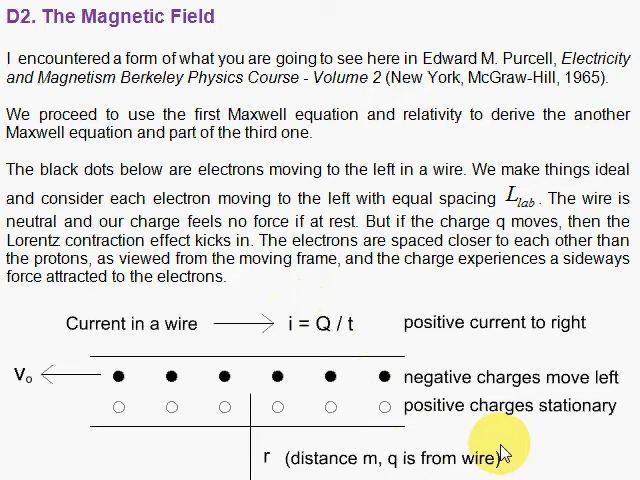 D2. The Magnetic Field
I encountered a form of what you are going to see here in Edward M. Purcell, Electricity
and Magnetism Berkeley Physics Course - Volume 2 (New York, McGraw-Hill, 1965).
We proceed to use the first Maxwell equation and relativity to derive the another
Maxwell equation and part of the third one.
The black dots below are electrons moving to the left in a wire. We make things ideal
and consider each electron moving to the left with equal spacing L_lab. The wire is
neutral and our charge feels no force if at rest. But if the charge q moves, then the
Lorentz contraction effect kicks in. The electrons are spaced closer to each other than
the protons, as viewed from the moving frame, and the charge experiences a sideways
force attracted to the electrons.
Current in a wire i = Q / t positive current to right
v_o negative charges move left
positive charges stationary
r (distance m, q is from wire)